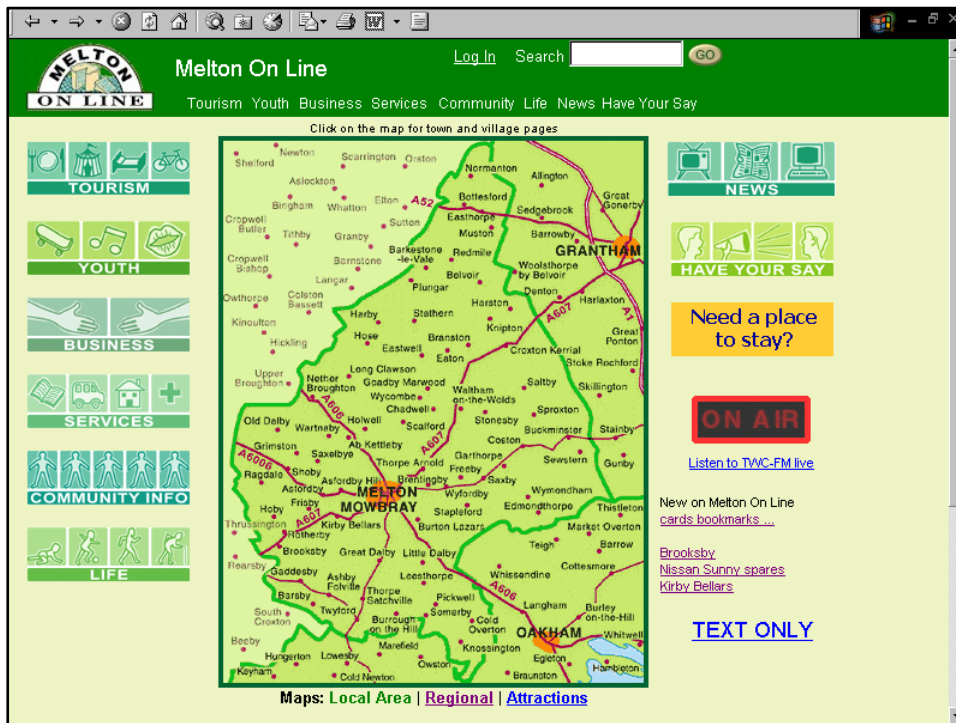 Log In Search GO
MELTON
ON LINE
Melton On Line
Tourism Youth Business Services Community Life News Have Your Say
TOURISM
YOUTH
BUSINESS
SERVICES
COMMUNITY INFO
LIFE
Click on the map for town and village pages
Newton
Shelford
Scarrington
Orston
Normanton
Allington
Aslockton
Bingham
Whatton
Elton
A52
Bottesford
Sedgebrook
Great
Gonerby
Cropwell
Butler
Tithby
Granby
Sutton
Easthorpe
Muston
Barrowby
Barkestone
-le-Vale
Redmile
GRANTHAM
Cropwell
Bishop
Barnstone
Langar
Belvoir
Woolsthorpe
by Belvoir
Plungar
Denton
Owthorpe
Colston
Bassett
Harston
Harlaxton
A607
A1
Kinoulton
Harby
Stathern
Knipton
Great
Ponton
Hickling
Hose
Branston
Eastwell
Eaton
Croxton Kerrial
Stoke Rochford
Upper
Broughton
Nether
Broughton
Long Clawson
Goadby Marwood
Wycombe
Chadwell
Waltham
on-the-Wolds
Saltby
Skillington
A606
Sproxton
Old Dalby
Wartnaby
Holwell
Scalford
Stonesby
Buckminster
Stainby
Grimston
Ab Kettleby
A607
Coston
Saxelbye
A6006
Ragdale
Shoby
Thorpe Arnold
Garthorpe
Freeby
Sewstern
Gunby
Asfordby Hill
Brentingby
Saxby
Asfordby
MELTON
MOWBRAY
Wyfordby
Wymondham
Frisby
Hoby
Stapleford
Edmondthorpe
Thistleton
A607
Thrussington
Kirby Bellars
Burton Lazars
Market Overton
Rotherby
Teigh
Barrow
Brooksby
Great Dalby
Little Dalby
Rearsby
Gaddesby
Ashby
Folville
Leesthorpe
Whissendine
Cottesmore
Barsby
Thorpe
Satchville
Pickwell
A606
Langham
Burley
-on-the-Hill
South
Croxton
Twyford
Somerby
Burrough
on the Hill
Cold
Overton
OAKHAM
Whitwell
Beeby
Hungerton
Lowesby
Marefield
Knossington
Egleton
Owston
Keyham
Cold Newton
Braunston
Hambleton
Maps: Local Area | Regional | Attractions
NEWS
HAVE YOUR SAY
Need a place
to stay?
ON AIR
Listen to TWC-FM live
New on Melton On Line
cards bookmarks ...
Brooksby
Nissan Sunny spares
Kirby Bellars
TEXT ONLY